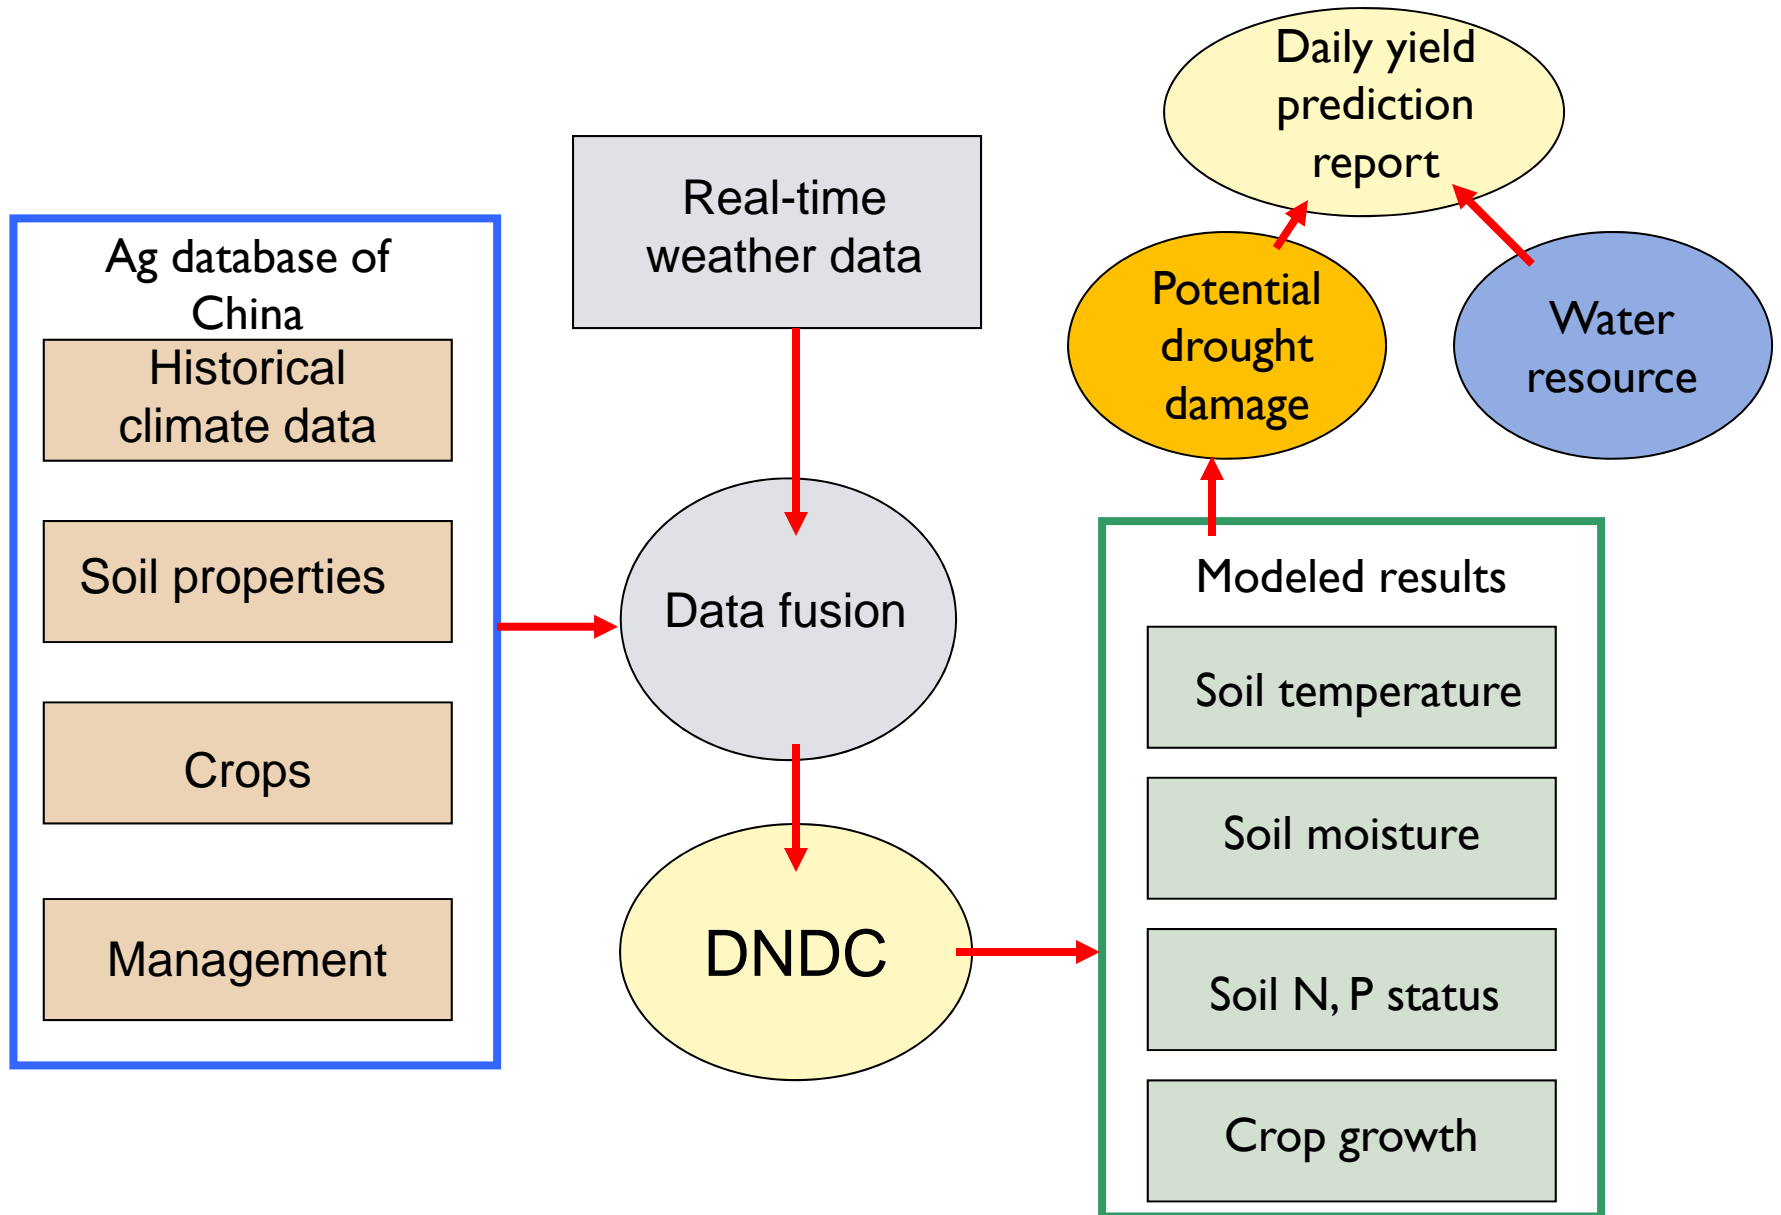 Ag database of
China
Historical
climate data
Soil properties
Crops
Management
Real-time
weather data
Data fusion
DNDC
Daily yield
prediction
report
Potential
drought
damage
Water
resource
Modeled results
Soil temperature
Soil moisture
Soil N, P status
Crop growth